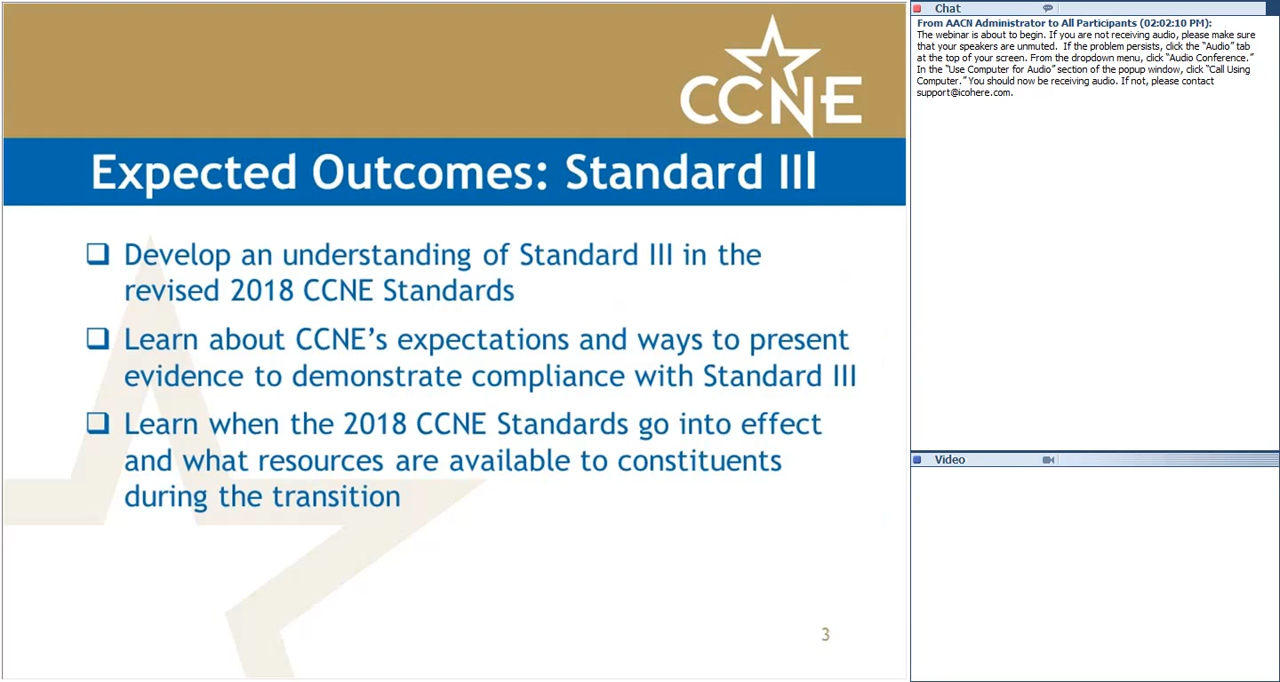 CCNE
Expected Outcomes: Standard III
❑ Develop an understanding of Standard III in the
revised 2018 CCNE Standards
❑ Learn about CCNE’s expectations and ways to present
evidence to demonstrate compliance with Standard III
❑ Learn when the 2018 CCNE Standards go into effect
and what resources are available to constituents
during the transition
3
Chat
From AACN Administrator to All Participants (02:02:10 PM):
The webinar is about to begin. If you are not receiving audio, please make sure
that your speakers are unmuted.  If the problem persists, click the “Audio” tab
at the top of your screen. From the dropdown menu, click “Audio Conference.”
In the “Use Computer for Audio” section of the popup window, click “Call Using
Computer.” You should now be receiving audio. If not, please contact
support@icohere.com.
Video